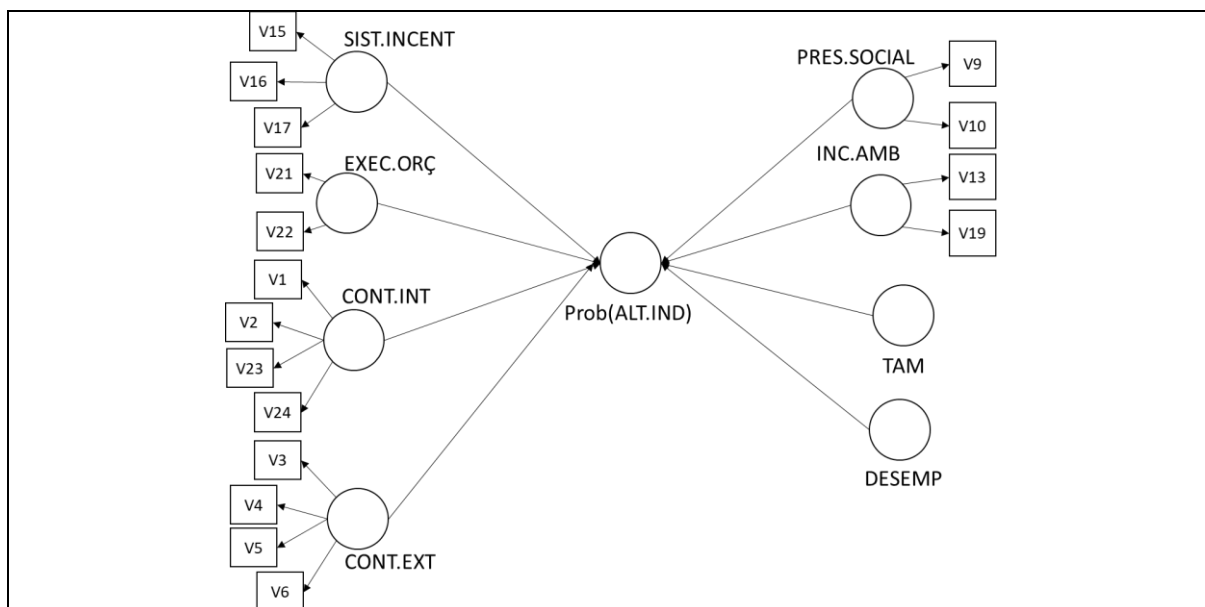 SIST.INCENT
V15
V16
V17
EXEC.ORÇ
V21
V22
CONT.INT
V1
V2
V23
V24
CONT.EXT
V3
V4
V5
V6
Prob(ALT.IND)
PRES.SOCIAL
V9
V10
INC.AMB
V13
V19
TAM
DESEMP